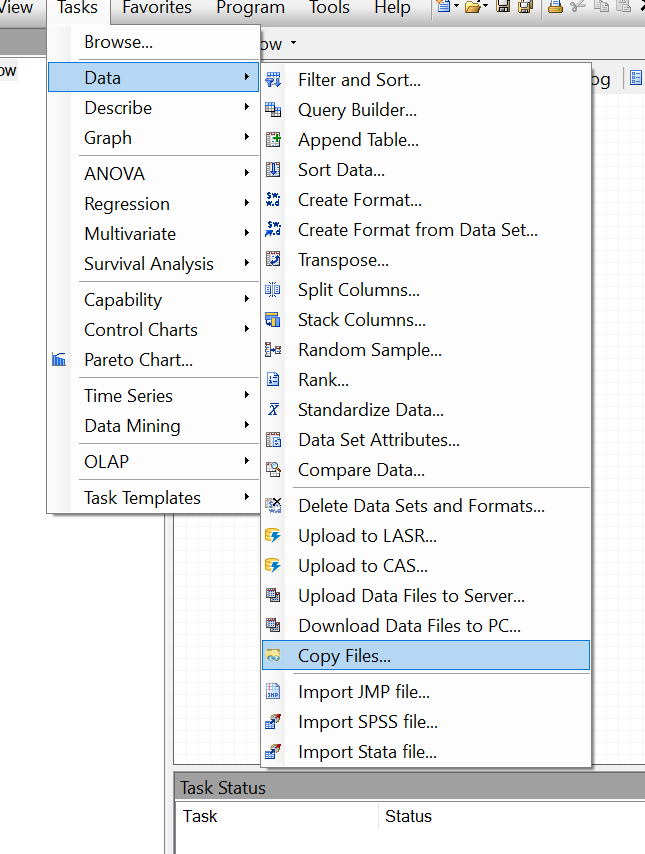 View Tasks Favorites Program Tools Help
Browse...
Data
Describe
Graph
ANOVA
Regression
Multivariate
Survival Analysis
Capability
Control Charts
Pareto Chart...
Time Series
Data Mining
OLAP
Task Templates
ow
ow
og
Filter and Sort...
Query Builder...
Append Table...
Sort Data...
Create Format...
Create Format from Data Set...
Transpose...
Split Columns...
Stack Columns...
Random Sample...
Rank...
Standardize Data...
Data Set Attributes...
Compare Data...
Delete Data Sets and Formats...
Upload to LASR...
Upload to CAS...
Upload Data Files to Server...
Download Data Files to PC...
Copy Files...
Import JMP file...
Import SPSS file...
Import Stata file...
Task Status
Task Status